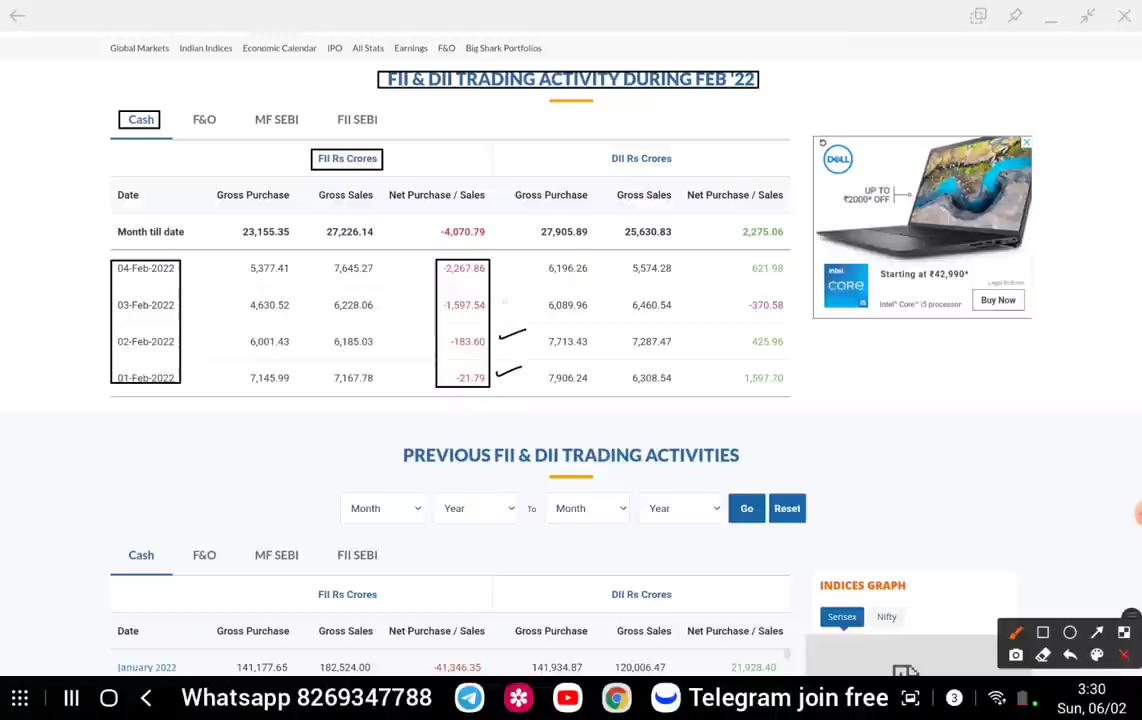 Global Markets Indian Indices Economic Calendar IPO All Stats Earnings F&O Big Shark Portfolios
FII & DII TRADING ACTIVITY DURING FEB '22
Cash F&O MF SEBI FII SEBI
FII Rs Crores DII Rs Crores
Date Gross Purchase Gross Sales Net Purchase / Sales Gross Purchase Gross Sales Net Purchase / Sales
Month till date 23,155.35 27,226.14 -4,070.79 27,905.89 25,630.83 2,275.06
04-Feb-2022 5,377.41 7,645.27 -2,267.86 6,196.26 5,574.28 621.98
03-Feb-2022 4,630.52 6,228.06 -1,597.54 6,089.96 6,460.54 -370.58
02-Feb-2022 6,001.43 6,185.03 -183.60 7,713.43 7,287.47 425.96
01-Feb-2022 7,145.99 7,167.78 -21.79 7,906.24 6,308.54 1,597.70
DELL
UP TO
₹2000* OFF
intel
CORE
i5
Starting at ₹42,990*
Intel® Core™ i5 processor
Buy Now
PREVIOUS FII & DII TRADING ACTIVITIES
Month Year To Month Year Go Reset
Cash F&O MF SEBI FII SEBI
FII Rs Crores DII Rs Crores
Date Gross Purchase Gross Sales Net Purchase / Sales Gross Purchase Gross Sales Net Purchase / Sales
January 2022 141,177.65 182,524.00 -41,346.35 141,934.87 120,006.47 21,928.40
INDICES GRAPH
Sensex Nifty
Whatsapp 8269347788 Telegram join free 3
3:30
Sun, 06/02